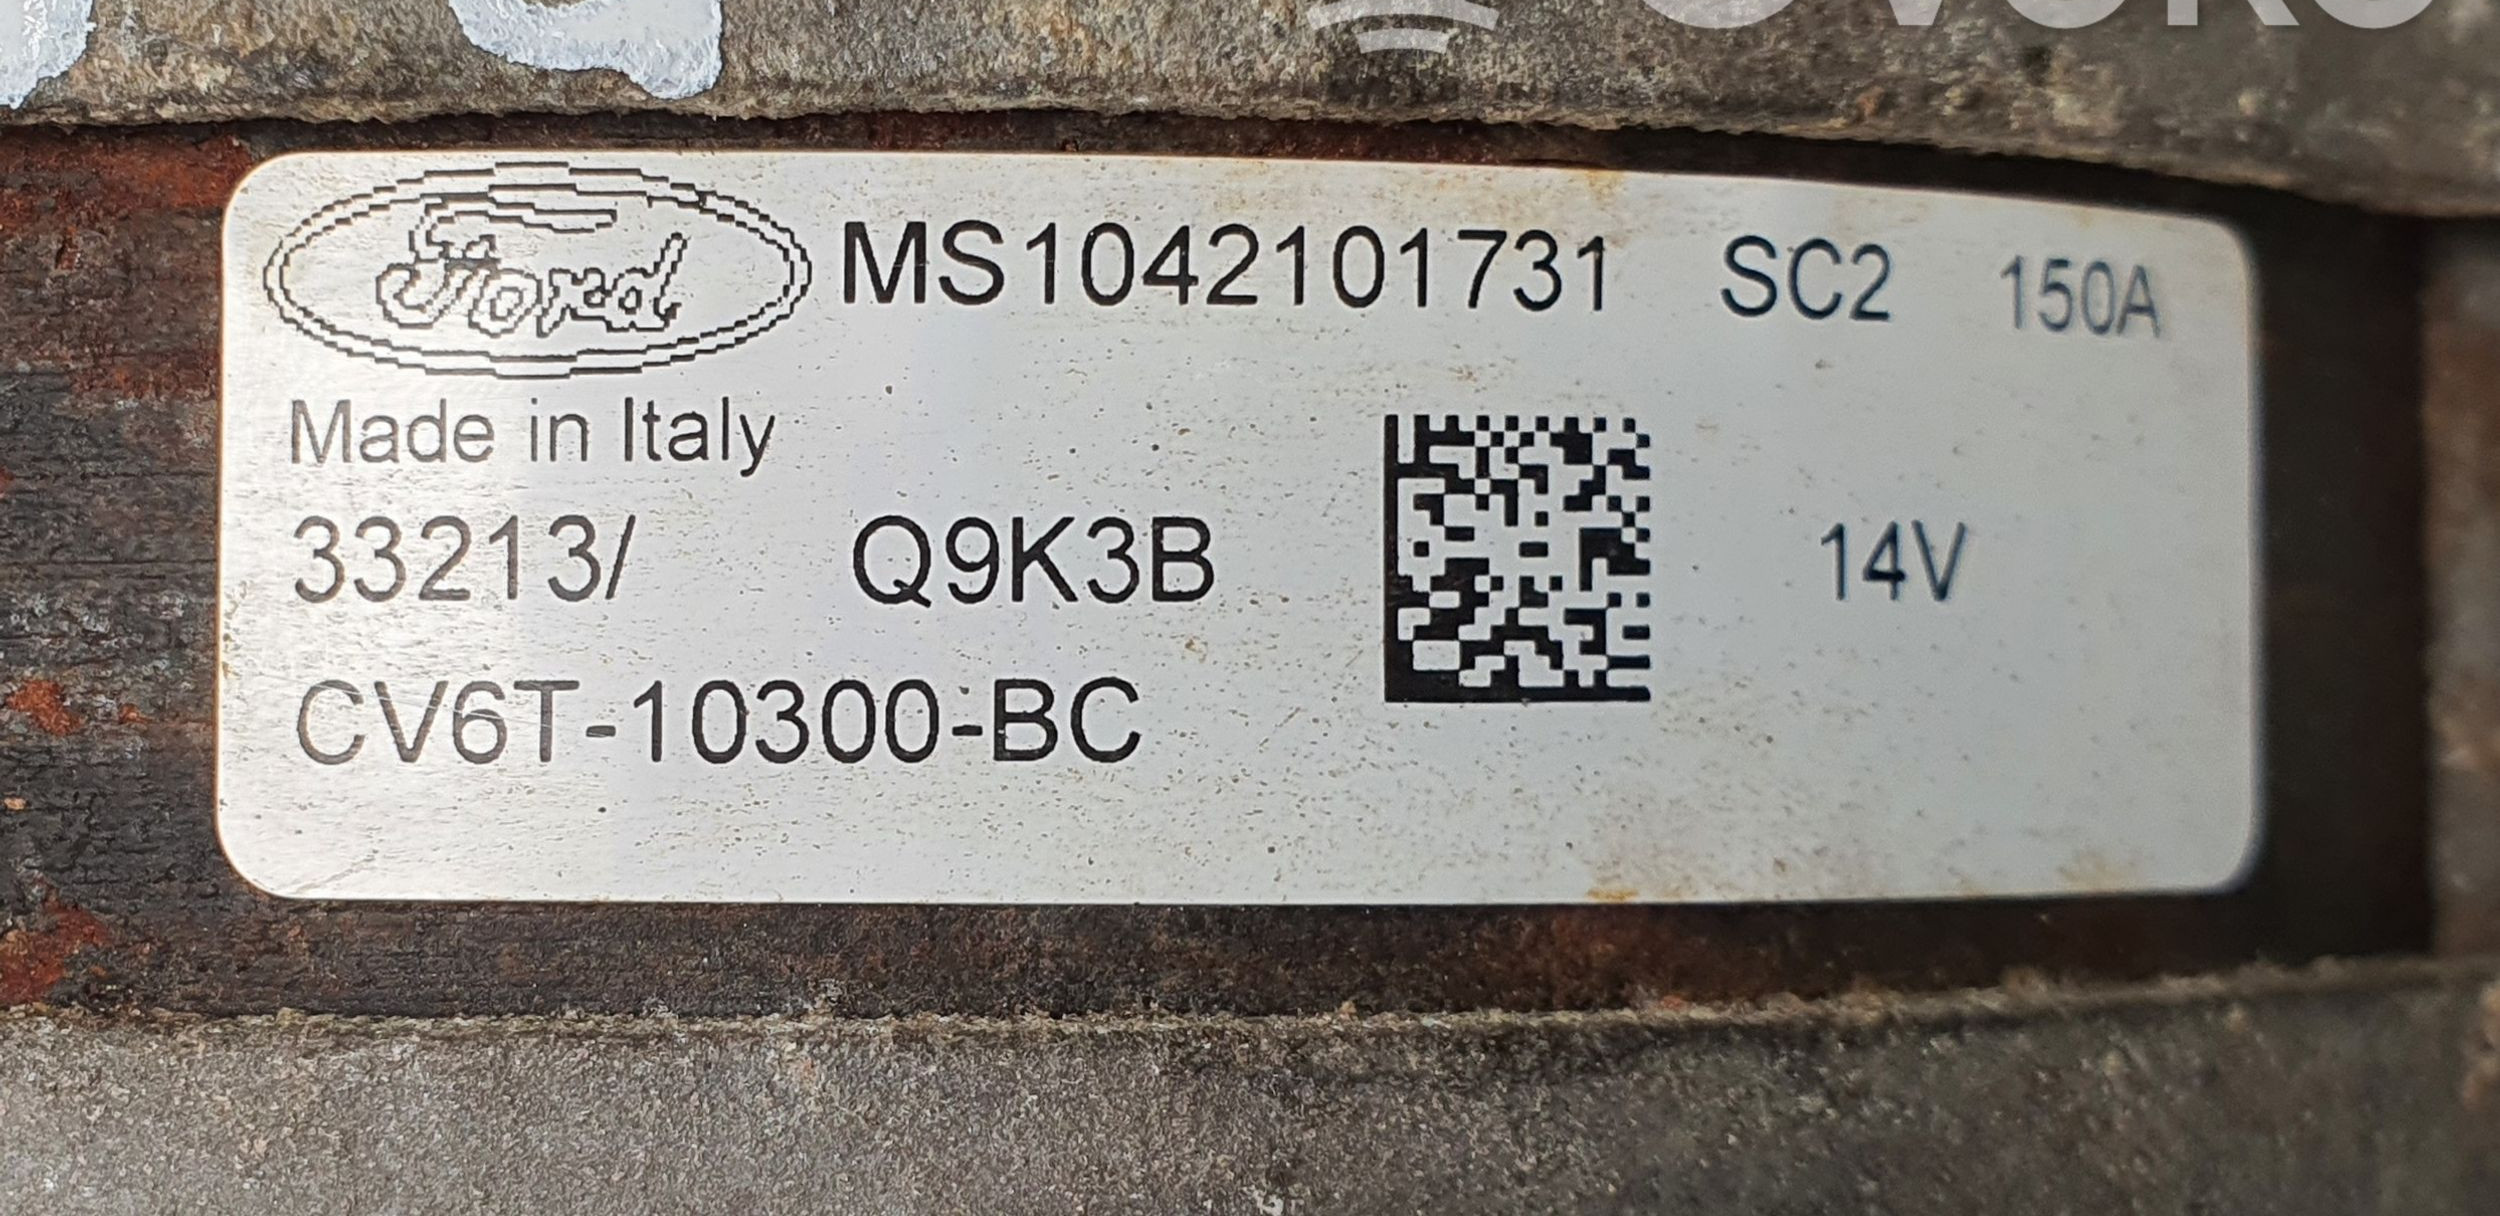 Ford MS1042101731 SC2 150A
Made in Italy
33213/ Q9K3B 14V
CV6T-10300-BC